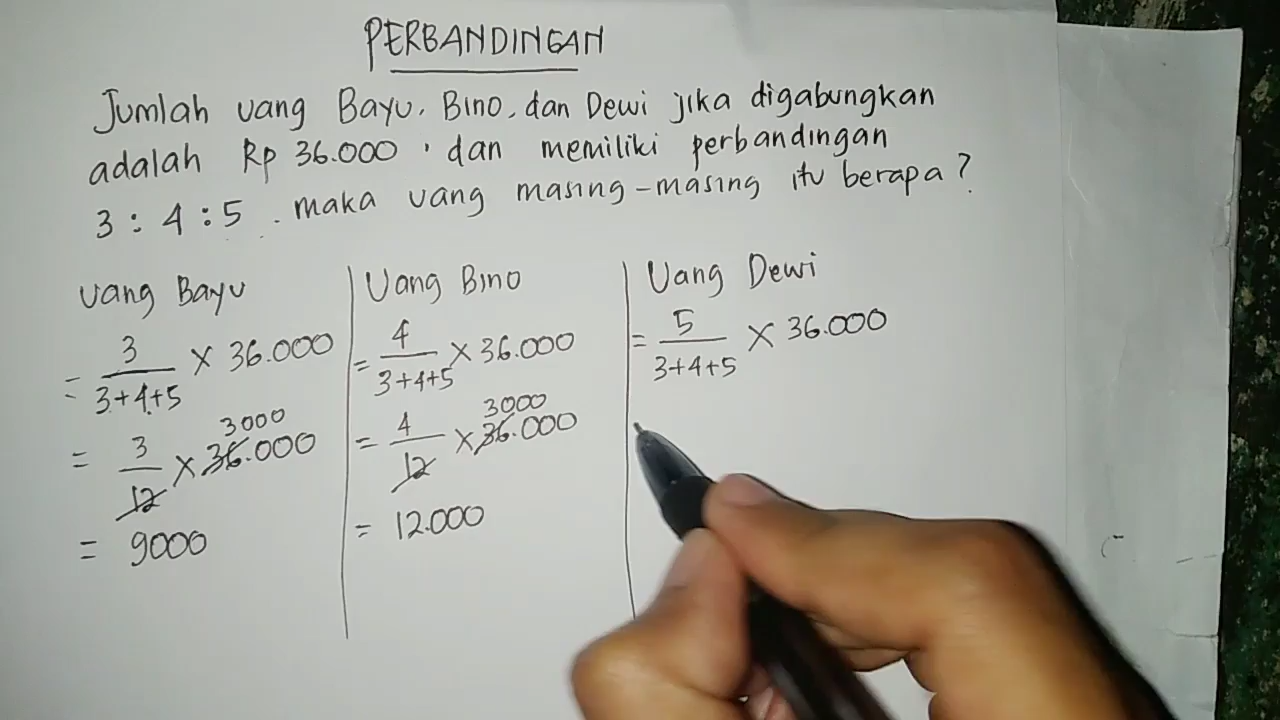 PERBANDINGAN
Jumlah uang Bayu, Bino, dan Dewi jika digabungkan
adalah Rp 36.000, dan memiliki perbandingan
3 : 4 : 5. maka uang masing-masing itu berapa?
Uang Bayu
= 3/(3+4+5) X 36.000
3000
= 3/12 X 36.000
= 9000
Uang Bino
= 4/(3+4+5) X 36.000
3000
= 4/12 X 36.000
= 12.000
Uang Dewi
= 5/(3+4+5) X 36.000